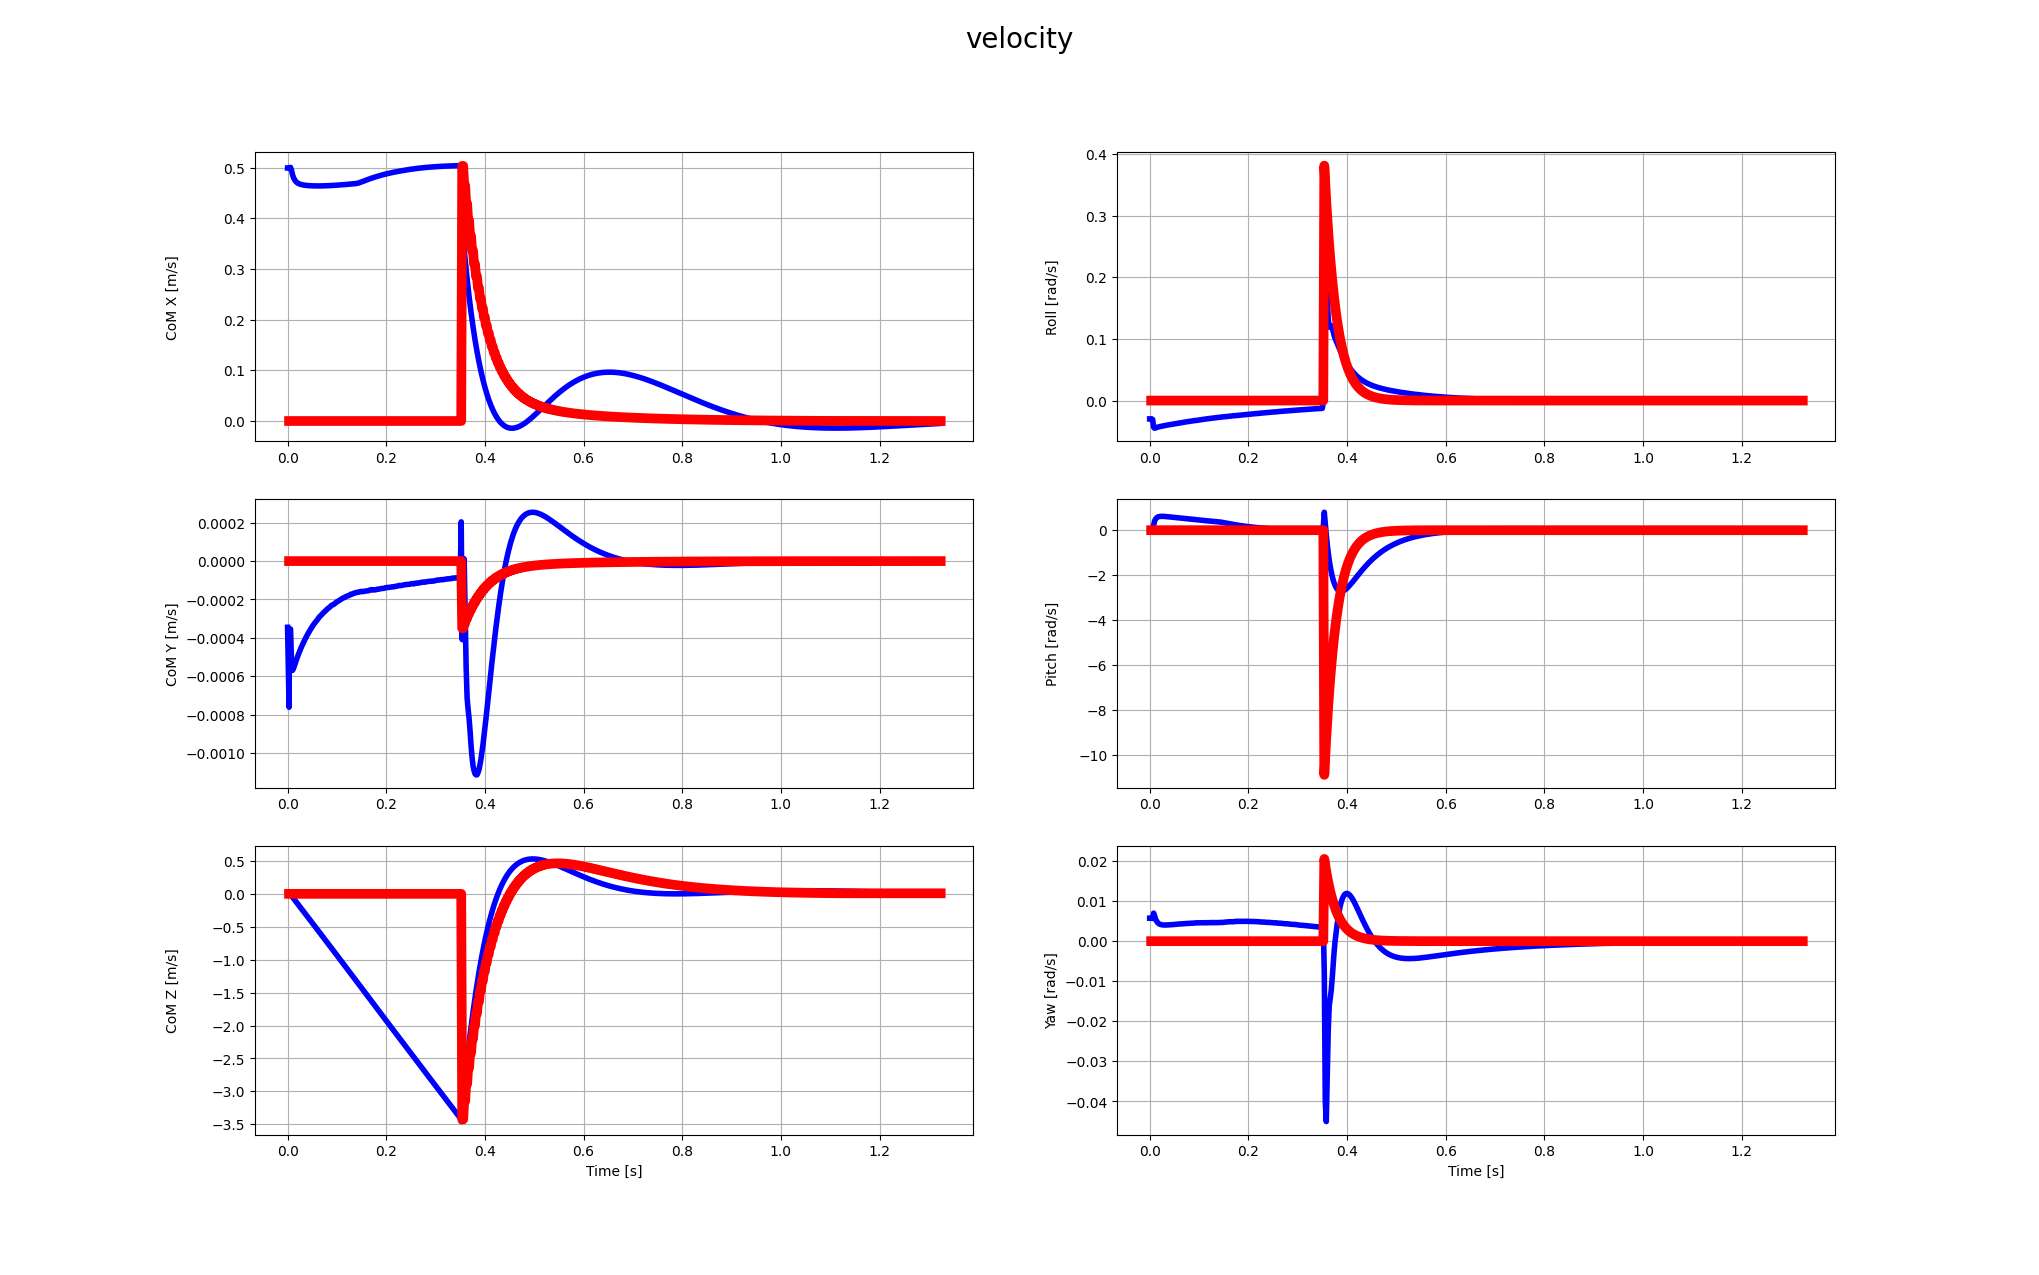 velocity
CoM X [m/s]
0.5
0.4
0.3
0.2
0.1
0.0
0.0 0.2 0.4 0.6 0.8 1.0 1.2
Roll [rad/s]
0.4
0.3
0.2
0.1
0.0
0.0 0.2 0.4 0.6 0.8 1.0 1.2
CoM Y [m/s]
0.0002
0.0000
−0.0002
−0.0004
−0.0006
−0.0008
−0.0010
0.0 0.2 0.4 0.6 0.8 1.0 1.2
Pitch [rad/s]
0
−2
−4
−6
−8
−10
0.0 0.2 0.4 0.6 0.8 1.0 1.2
CoM Z [m/s]
0.5
0.0
−0.5
−1.0
−1.5
−2.0
−2.5
−3.0
−3.5
0.0 0.2 0.4 0.6 0.8 1.0 1.2
Time [s]
Yaw [rad/s]
0.02
0.01
0.00
−0.01
−0.02
−0.03
−0.04
0.0 0.2 0.4 0.6 0.8 1.0 1.2
Time [s]